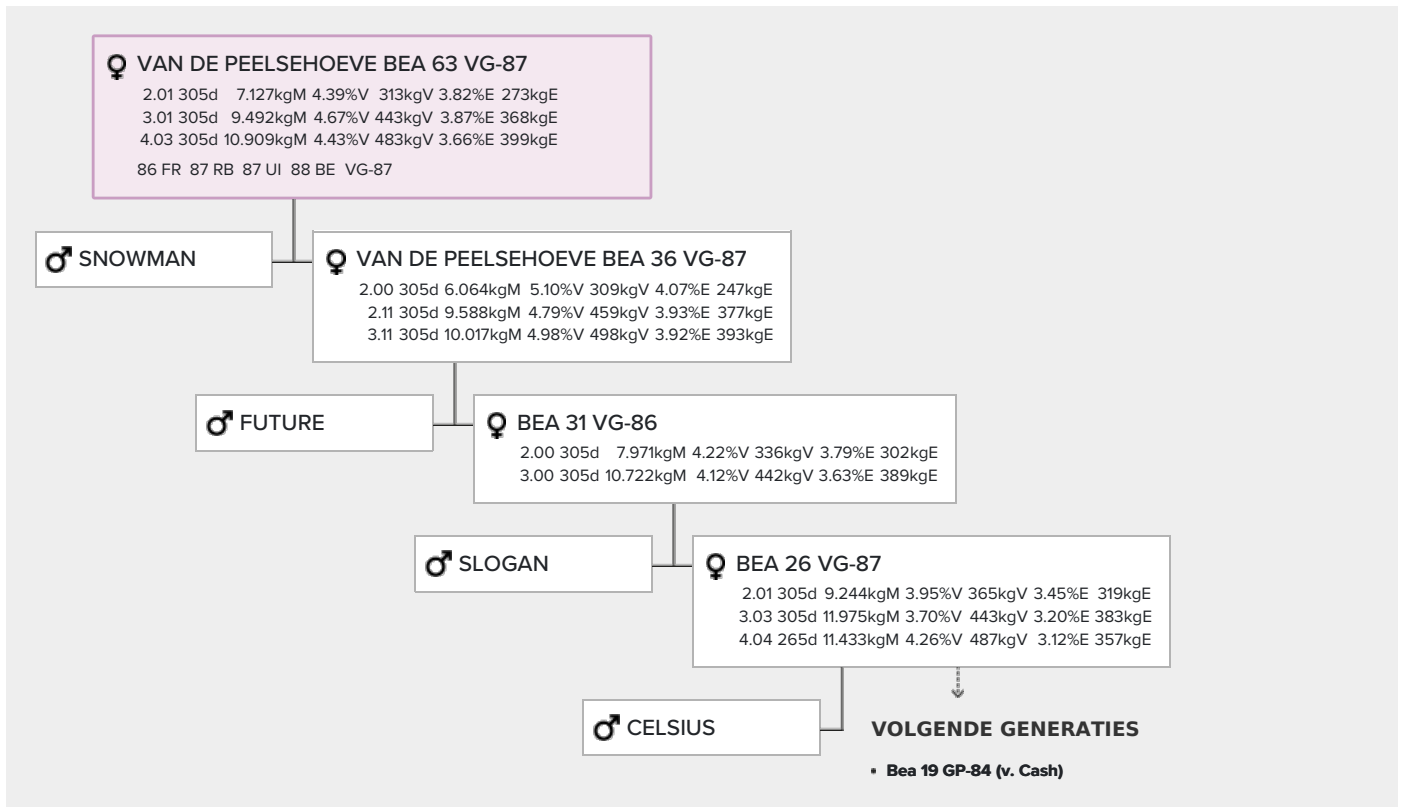 VAN DE PEELSEHOEVE BEA 63 VG-87
2.01 305d 7.127kgM 4.39%V 313kgV 3.82%E 273kgE
3.01 305d 9.492kgM 4.67%V 443kgV 3.87%E 368kgE
4.03 305d 10.909kgM 4.43%V 483kgV 3.66%E 399kgE
86 FR 87 RB 87 UI 88 BE VG-87
SNOWMAN
VAN DE PEELSEHOEVE BEA 36 VG-87
2.00 305d 6.064kgM 5.10%V 309kgV 4.07%E 247kgE
2.11 305d 9.588kgM 4.79%V 459kgV 3.93%E 377kgE
3.11 305d 10.017kgM 4.98%V 498kgV 3.92%E 393kgE
FUTURE
BEA 31 VG-86
2.00 305d 7.971kgM 4.22%V 336kgV 3.79%E 302kgE
3.00 305d 10.722kgM 4.12%V 442kgV 3.63%E 389kgE
SLOGAN
BEA 26 VG-87
2.01 305d 9.244kgM 3.95%V 365kgV 3.45%E 319kgE
3.03 305d 11.975kgM 3.70%V 443kgV 3.20%E 383kgE
4.04 265d 11.433kgM 4.26%V 487kgV 3.12%E 357kgE
CELSIUS
VOLGENDE GENERATIES
• Bea 19 GP-84 (v. Cash)